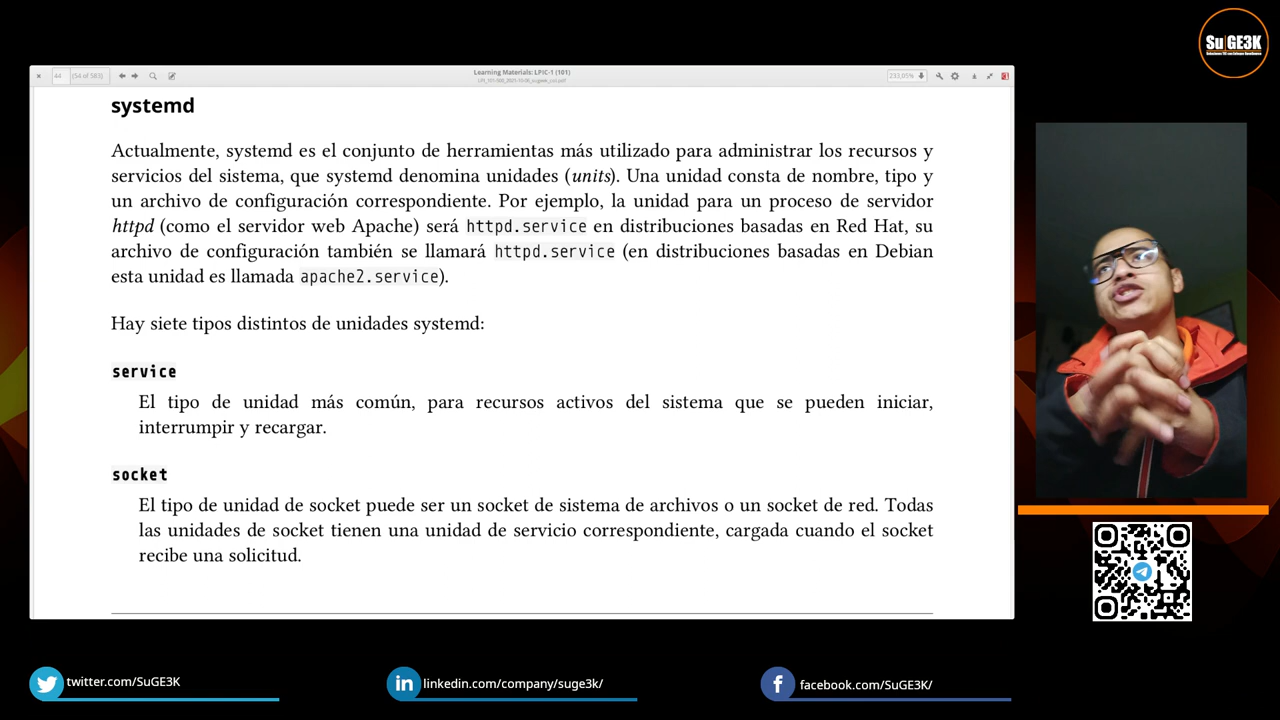 Su GE3K
44 (54 of 583)
Learning Materials: LPIC-1 (101)
233,05%
systemd
Actualmente, systemd es el conjunto de herramientas más utilizado para administrar los recursos y
servicios del sistema, que systemd denomina unidades (units). Una unidad consta de nombre, tipo y
un archivo de configuración correspondiente. Por ejemplo, la unidad para un proceso de servidor
httpd (como el servidor web Apache) será httpd.service en distribuciones basadas en Red Hat, su
archivo de configuración también se llamará httpd.service (en distribuciones basadas en Debian
esta unidad es llamada apache2.service).
Hay siete tipos distintos de unidades systemd:
service
El tipo de unidad más común, para recursos activos del sistema que se pueden iniciar,
interrumpir y recargar.
socket
El tipo de unidad de socket puede ser un socket de sistema de archivos o un socket de red. Todas
las unidades de socket tienen una unidad de servicio correspondiente, cargada cuando el socket
recibe una solicitud.
twitter.com/SuGE3K
in linkedin.com/company/suge3k/
f facebook.com/SuGE3K/